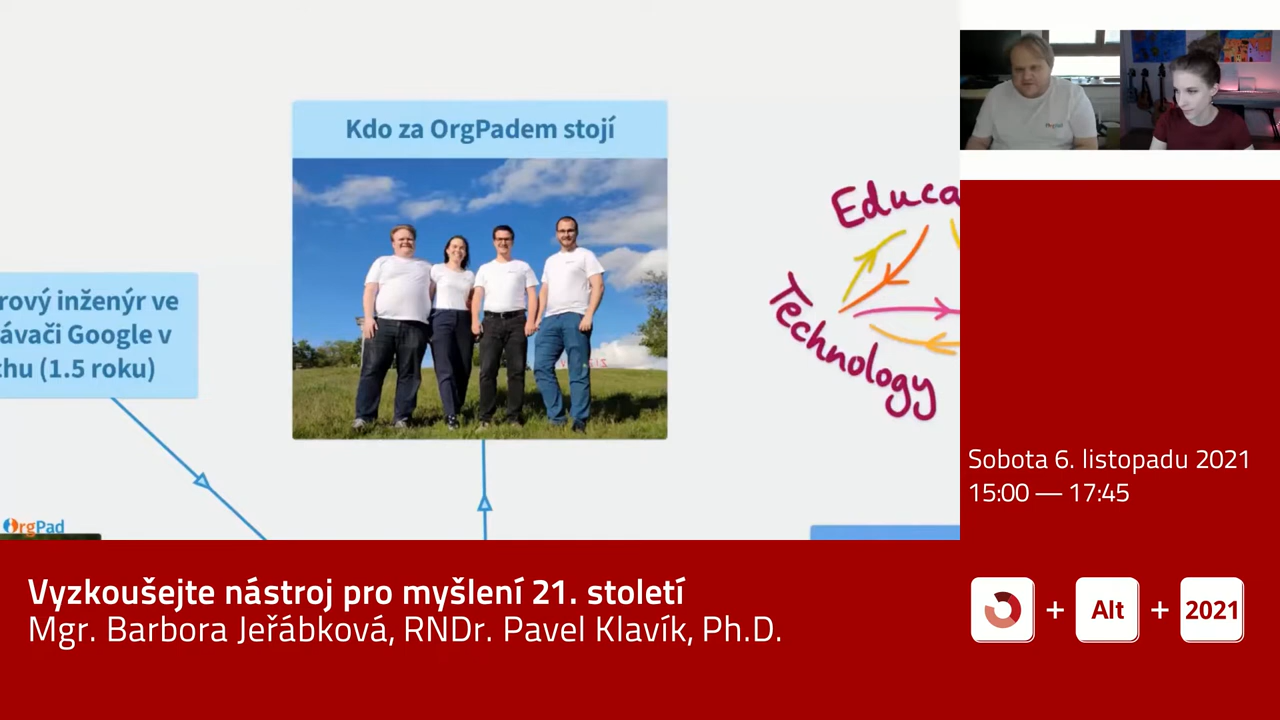 Kdo za OrgPadem stojí
Educa
Technology
rový inženýr ve
ávači Google v
chu (1.5 roku)
OrgPad
Sobota 6. listopadu 2021
15:00 — 17:45
Vyzkoušejte nástroj pro myšlení 21. století
Mgr. Barbora Jeřábková, RNDr. Pavel Klavík, Ph.D.
+ Alt + 2021